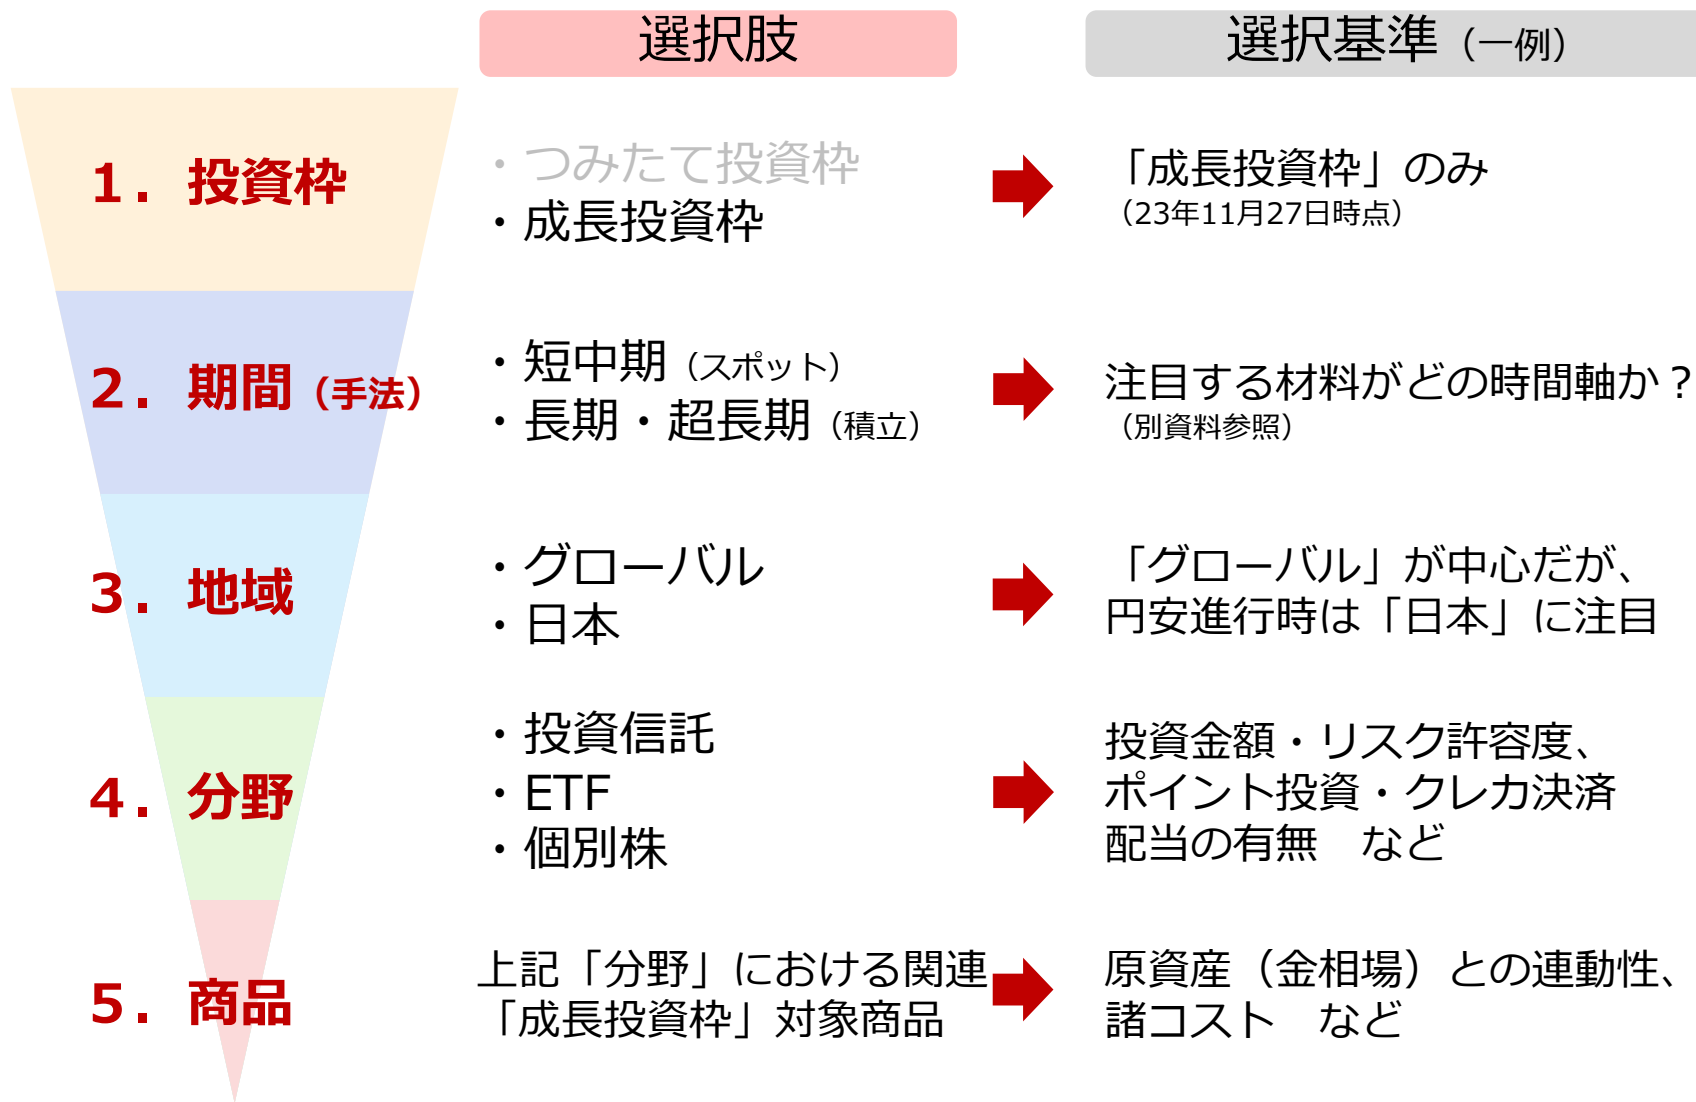 選択肢
選択基準（一例）
１．投資枠
・つみたて投資枠
・成長投資枠
「成長投資枠」のみ
（23年11月27日時点）
２．期間（手法）
・短中期（スポット）
・長期・超長期（積立）
注目する材料がどの時間軸か？
（別資料参照）
３．地域
・グローバル
・日本
「グローバル」が中心だが、
円安進行時は「日本」に注目
４．分野
・投資信託
・ETF
・個別株
投資金額・リスク許容度、
ポイント投資・クレカ決済
配当の有無　など
５．商品
上記「分野」における関連
「成長投資枠」対象商品
原資産（金相場）との連動性、
諸コスト　など